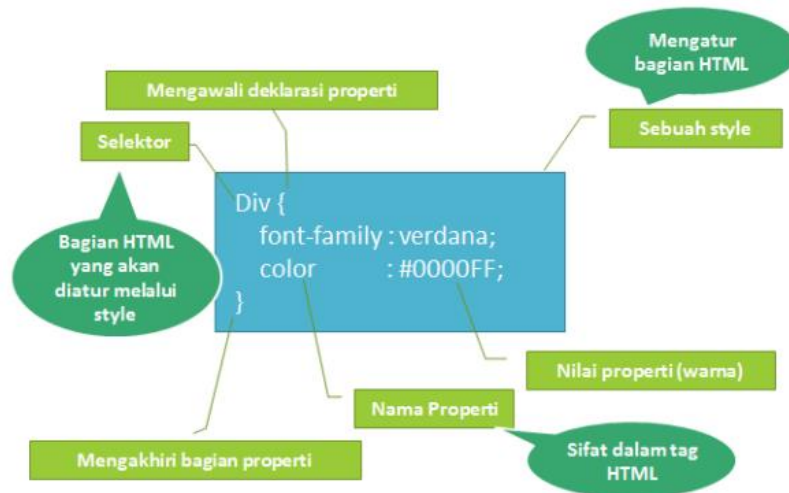 Mengatur
bagian HTML
Mengawali deklarasi properti
Sebuah style
Selektor
Div {
font-family : verdana;
color : #0000FF;
}
Bagian HTML
yang akan
diatur melalui
style
Nilai properti (warna)
Nama Properti
Sifat dalam tag
HTML
Mengakhiri bagian properti